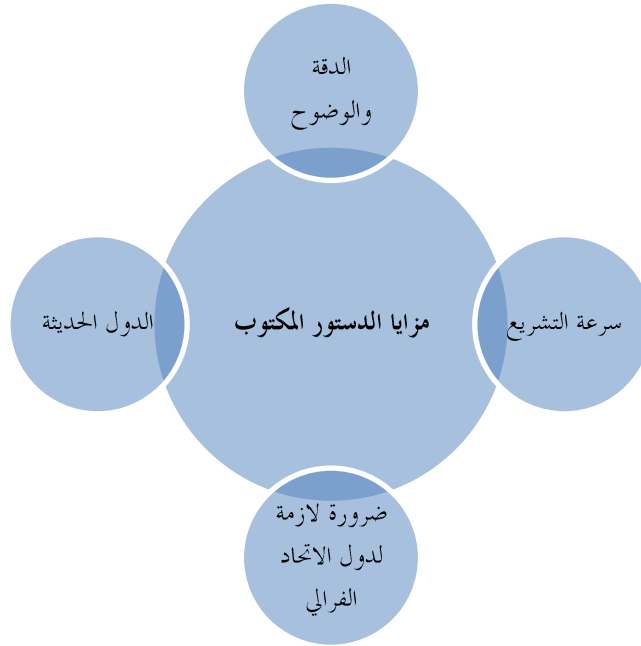 الدقة
والوضوح
سرعة التشريع
مزايا الدستور المكتوب
الدول الحديثة
ضرورة لازمة
لدول الاتحاد
الفرالي